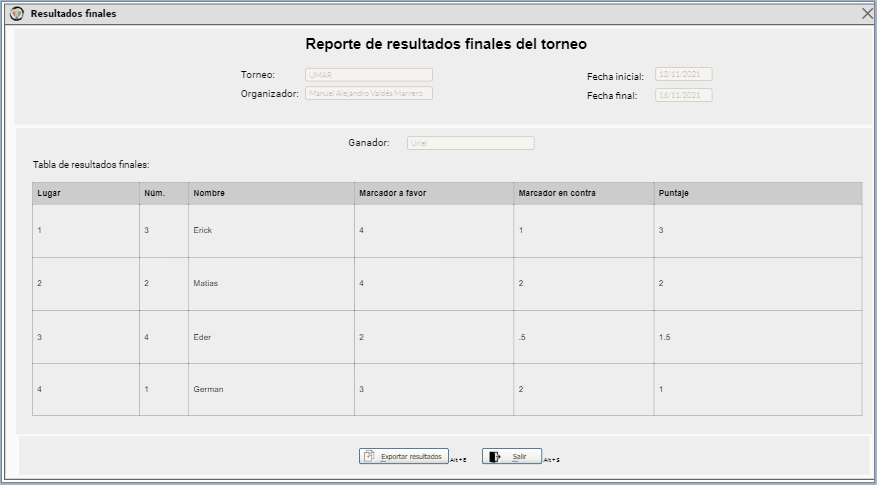 Resultados finales
Reporte de resultados finales del torneo
Torneo: UMAR Fecha inicial: 12/11/2021
Organizador: Manuel Alejandro Valdés Marrero Fecha final: 16/11/2021
Ganador: Uriel
Tabla de resultados finales:
Lugar Núm. Nombre Marcador a favor Marcador en contra Puntaje
1 3 Erick 4 1 3
2 2 Matias 4 2 2
3 4 Eder 2 .5 1.5
4 1 German 3 2 1
Exportar resultados Alt + E Salir Alt + S